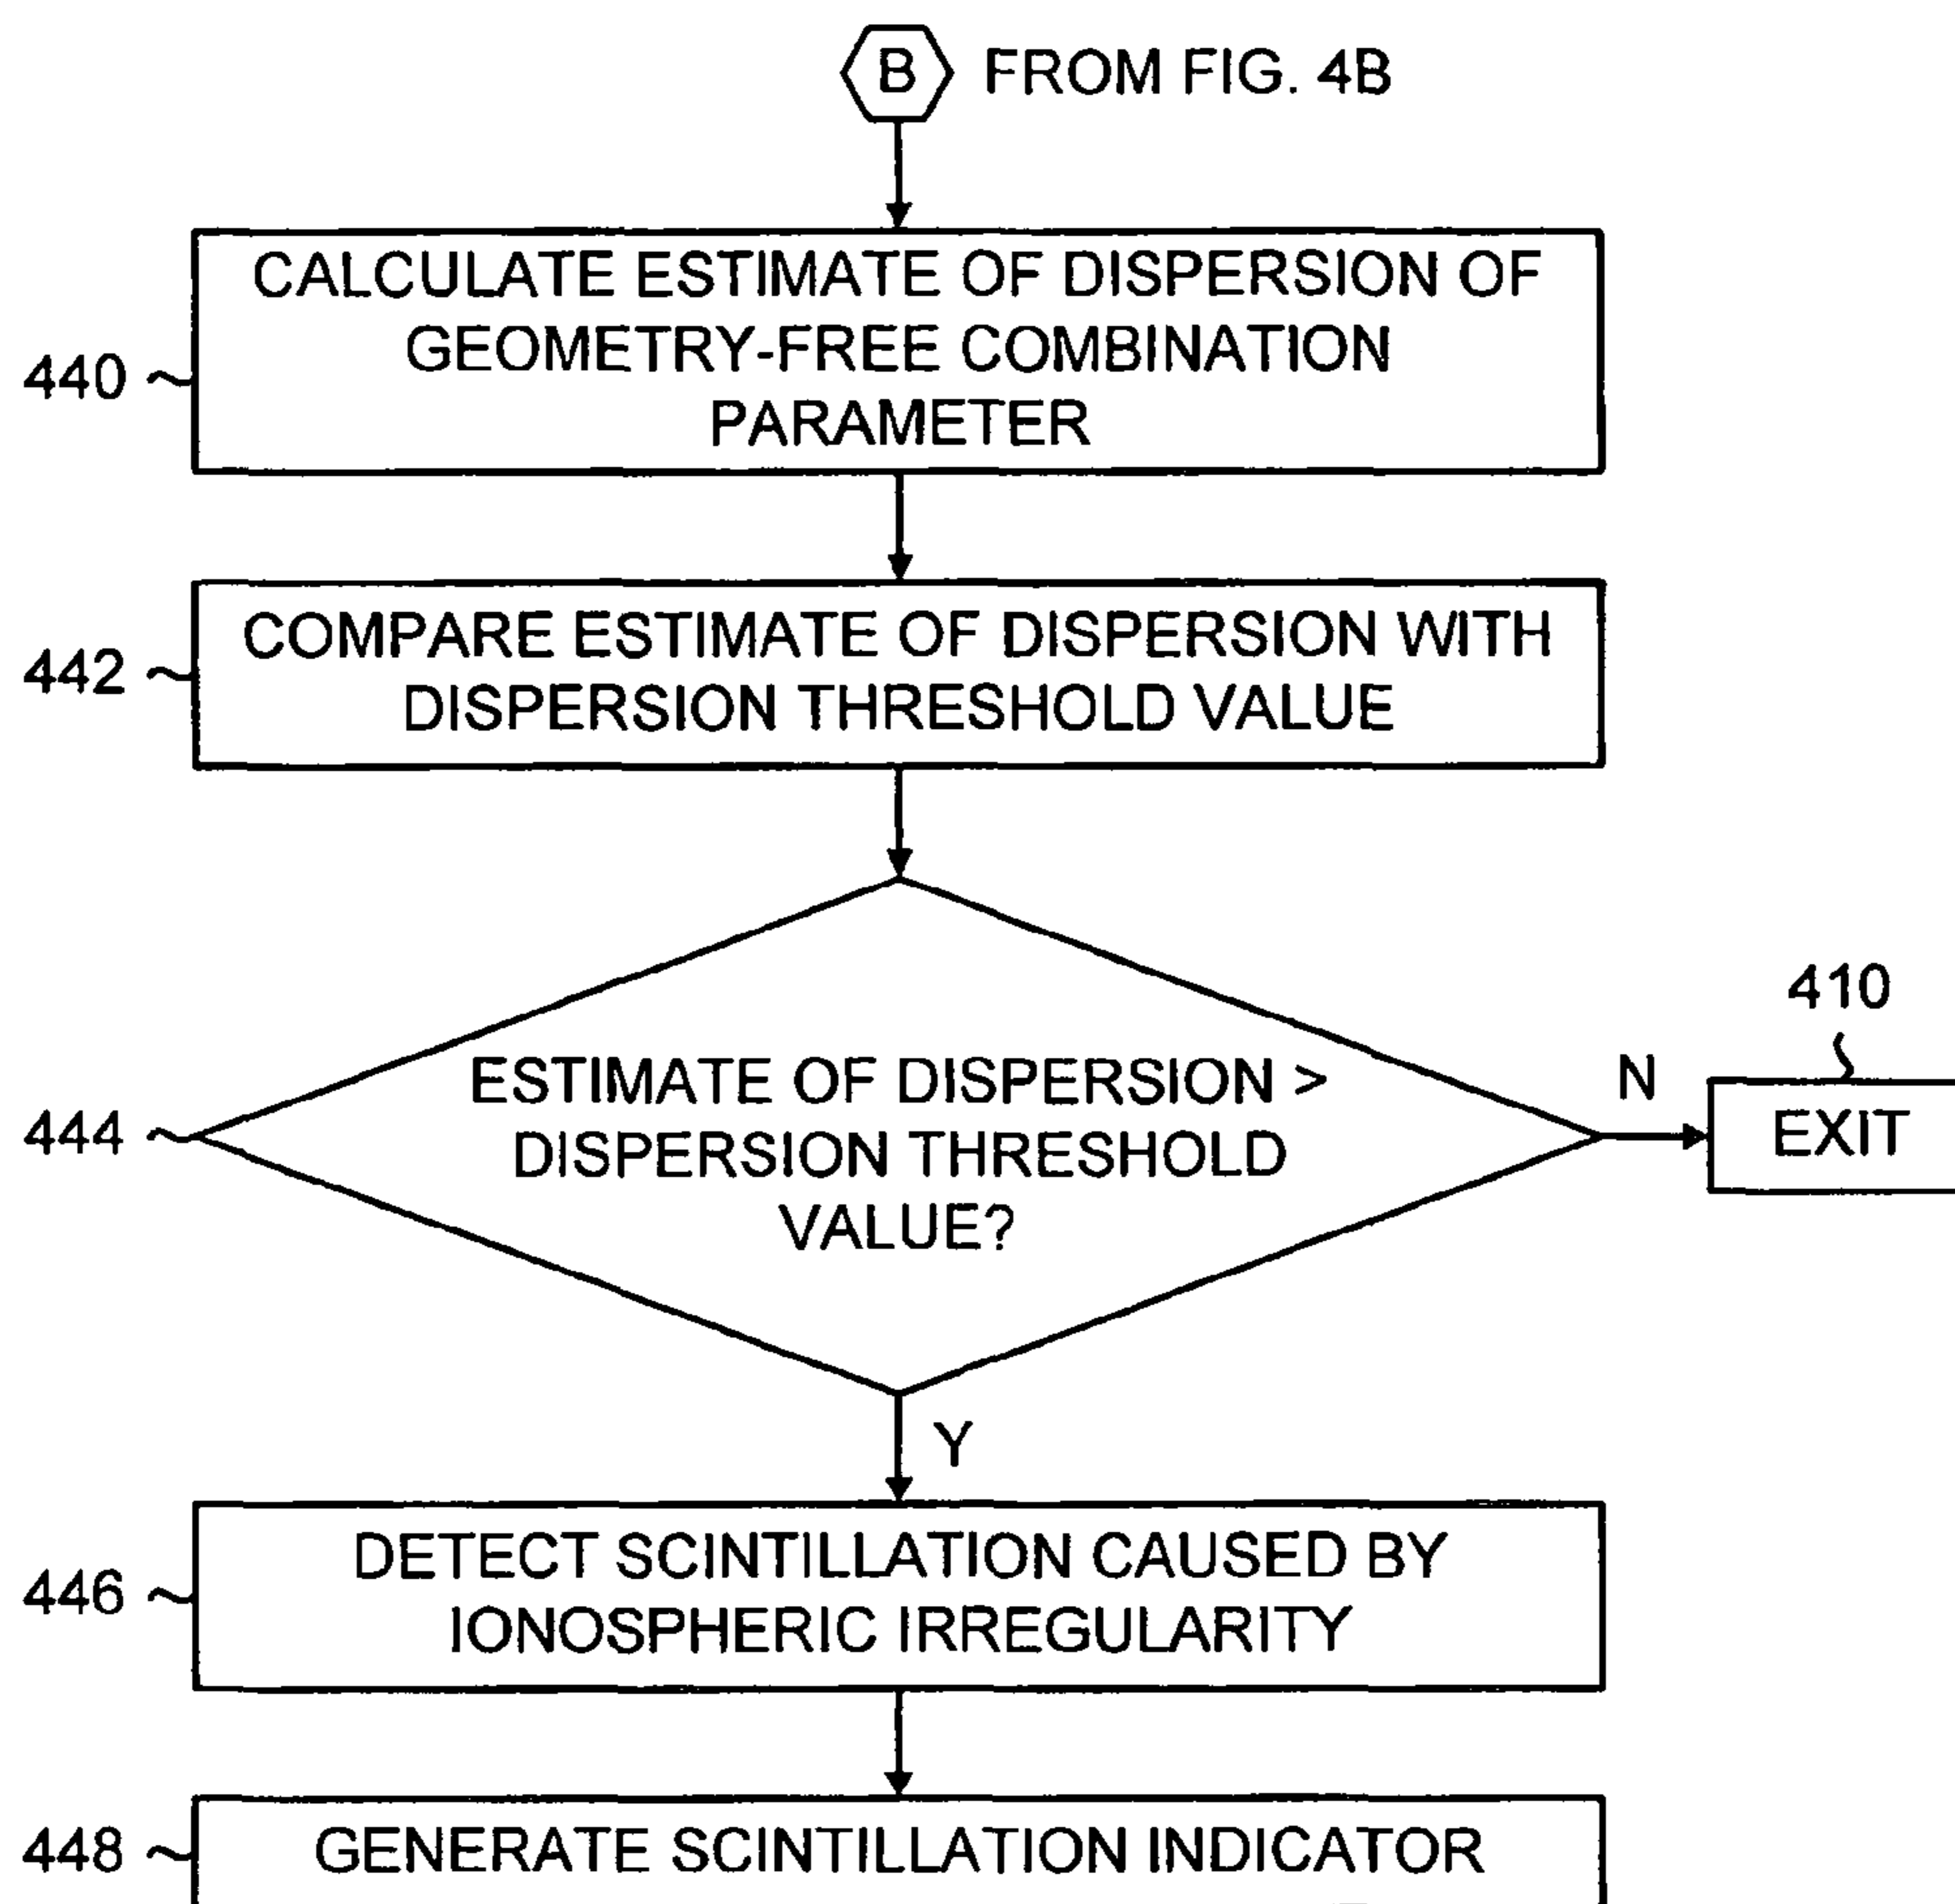 B FROM FIG. 4B
CALCULATE ESTIMATE OF DISPERSION OF
GEOMETRY-FREE COMBINATION
PARAMETER
440
COMPARE ESTIMATE OF DISPERSION WITH
DISPERSION THRESHOLD VALUE
442
410
ESTIMATE OF DISPERSION >
DISPERSION THRESHOLD
VALUE?
444
N
EXIT
Y
DETECT SCINTILLATION CAUSED BY
IONOSPHERIC IRREGULARITY
446
448
GENERATE SCINTILLATION INDICATOR